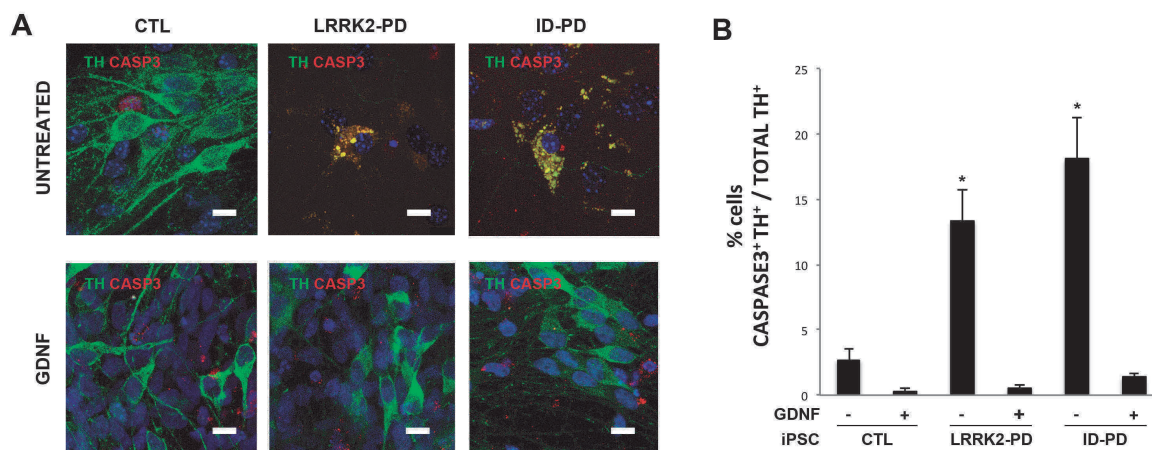 A
CTL
LRRK2-PD
ID-PD
UNTREATED
TH CASP3
TH CASP3
TH CASP3
GDNF
TH CASP3
TH CASP3
TH CASP3
B
% cells
CASPASE3⁺ TH⁺ / TOTAL TH⁺
25
20
15
10
5
0
*
*
GDNF - + - + - +
iPSC CTL LRRK2-PD ID-PD